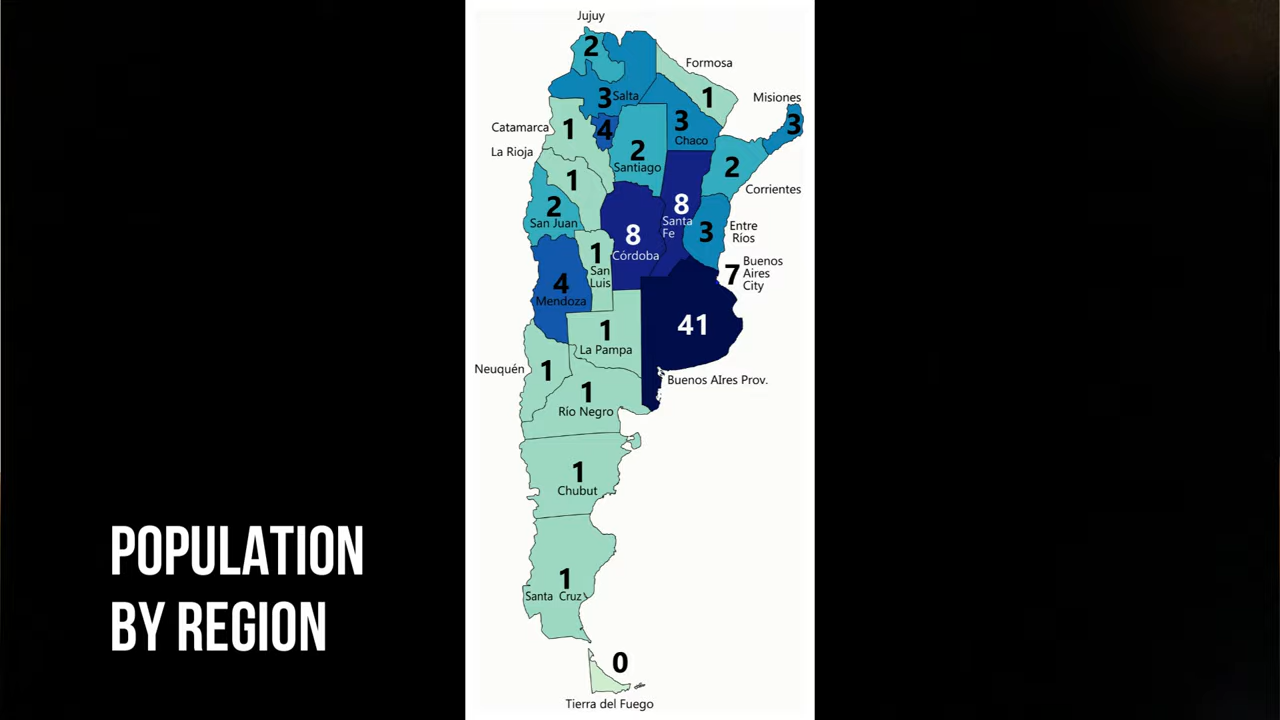 Jujuy
2
Formosa
3 Salta
1
Misiones
3
Catamarca
1
4
3
Chaco
La Rioja
2
Santiago
2
Corrientes
1
2
San Juan
8
Santa
Fe
3
Entre
Ríos
8
Córdoba
1
San
Luis
7
Buenos
Aires
City
4
Mendoza
41
1
La Pampa
Neuquén
1
Buenos AIres Prov.
1
Río Negro
1
Chubut
POPULATION
BY REGION
1
Santa Cruz
0
Tierra del Fuego